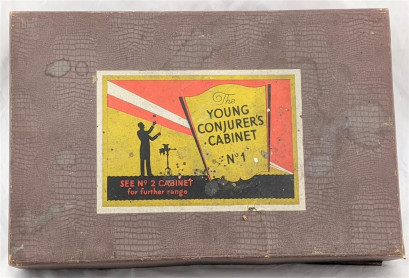 The
YOUNG
CONJURER'S
CABINET
Nº 1
SEE Nº 2 CABINET
for further range